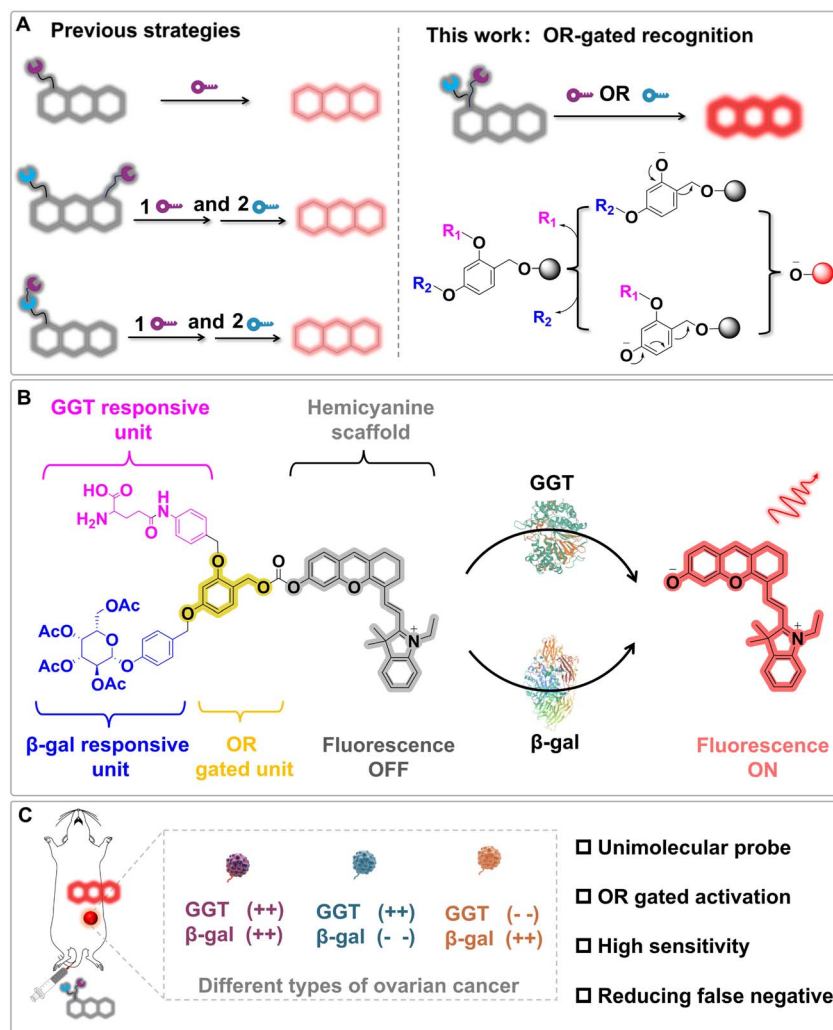 A
Previous strategies
This work: OR-gated recognition
OR
1 and 2
1 and 2
R1
O
R2
O
O
R1
R2
O
R2
O
O
R1
O
O
O
O
B
GGT responsive
unit
Hemicyanine
scaffold
HO O
H2N
O
H
N
O
O
O O
O
O
OAc
AcO
AcO O
OAc
O
O
N
+
GGT
β-gal
O
O
N
+
β-gal responsive
unit
OR
gated unit
Fluorescence
OFF
Fluorescence
ON
C
GGT (++)
β-gal (++)
GGT (++)
β-gal (- -)
GGT (- -)
β-gal (++)
Different types of ovarian cancer
Unimolecular probe
OR gated activation
High sensitivity
Reducing false negative